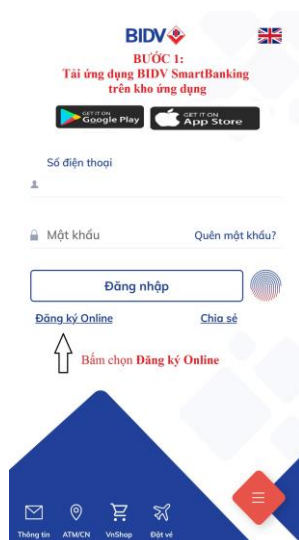 BIDV
BƯỚC 1:
Tải ứng dụng BIDV SmartBanking
trên kho ứng dụng
GET IT ON
Google Play
GET IT ON
App Store
Số điện thoại
Mật khẩu
Quên mật khẩu?
Đăng nhập
Đăng ký Online
Chia sẻ
Bấm chọn Đăng ký Online
Thông tin
ATM/CN
VnShop
Đặt vé